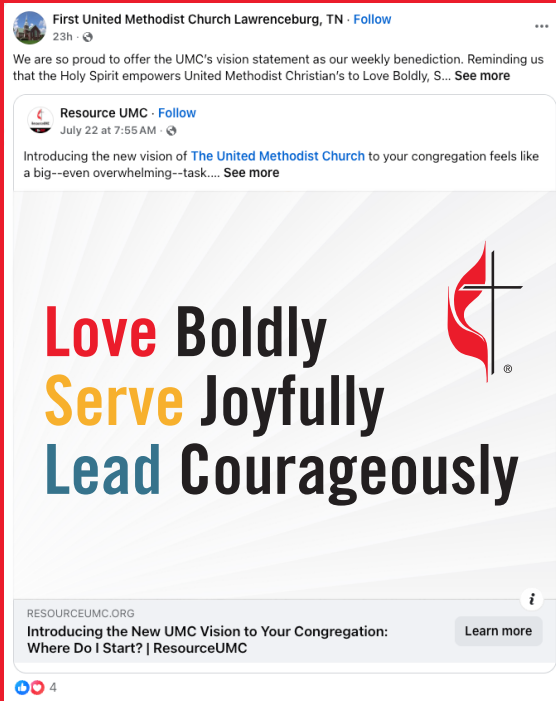 First United Methodist Church Lawrenceburg, TN · Follow
23h ·
We are so proud to offer the UMC's vision statement as our weekly benediction. Reminding us
that the Holy Spirit empowers United Methodist Christian's to Love Boldly, S... See more
Resource UMC · Follow
July 22 at 7:55 AM ·
Introducing the new vision of The United Methodist Church to your congregation feels like
a big--even overwhelming--task.... See more
Love Boldly
Serve Joyfully
Lead Courageously
®
RESOURCEUMC.ORG
Introducing the New UMC Vision to Your Congregation:
Where Do I Start? | ResourceUMC
Learn more
4